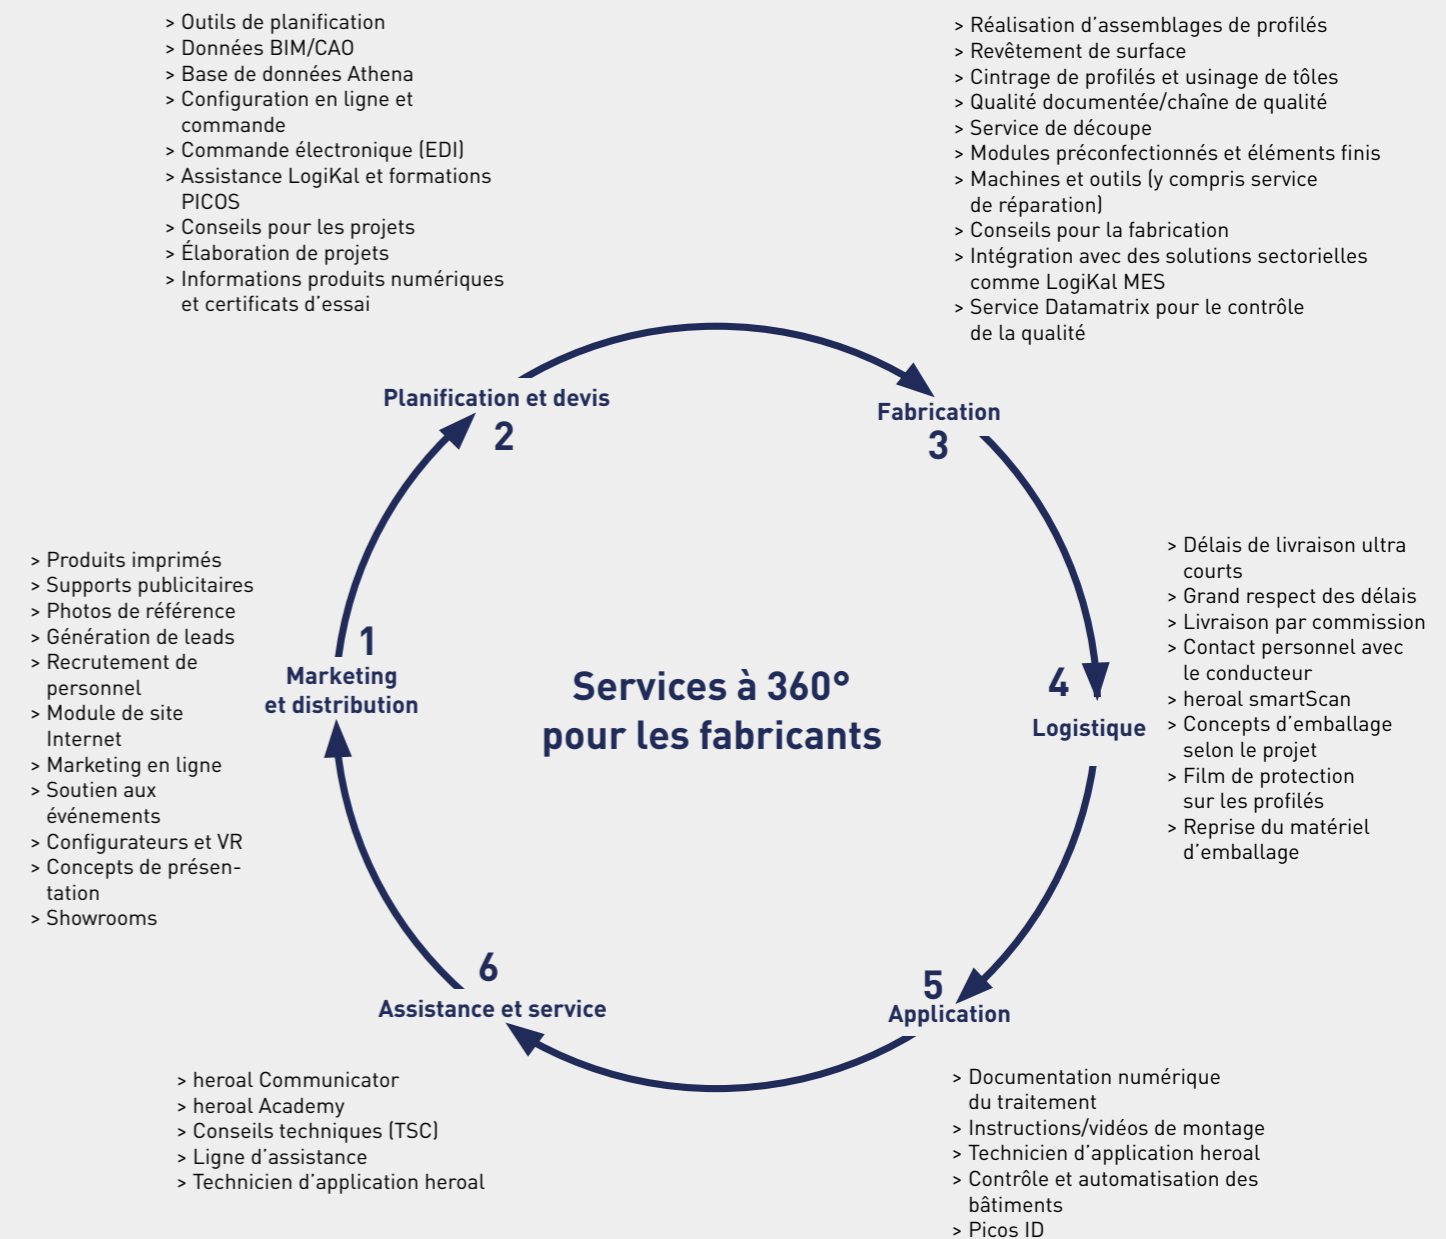 > Outils de planification
> Données BIM/CAO
> Base de données Athena
> Configuration en ligne et
commande
> Commande électronique (EDI)
> Assistance LogiKal et formations
PICOS
> Conseils pour les projets
> Élaboration de projets
> Informations produits numériques
et certificats d’essai
> Réalisation d’assemblages de profilés
> Revêtement de surface
> Cintrage de profilés et usinage de tôles
> Qualité documentée/chaîne de qualité
> Service de découpe
> Modules préconfectionnés et éléments finis
> Machines et outils (y compris service
de réparation)
> Conseils pour la fabrication
> Intégration avec des solutions sectorielles
comme LogiKal MES
> Service Datamatrix pour le contrôle
de la qualité
Planification et devis
2
Fabrication
3
> Produits imprimés
> Supports publicitaires
> Photos de référence
> Génération de leads
> Recrutement de
personnel
> Module de site
Internet
> Marketing en ligne
> Soutien aux
événements
> Configurateurs et VR
> Concepts de présen-
tation
> Showrooms
1
Marketing
et distribution
Services à 360°
pour les fabricants
4
Logistique
> Délais de livraison ultra
courts
> Grand respect des délais
> Livraison par commission
> Contact personnel avec
le conducteur
> heroal smartScan
> Concepts d’emballage
selon le projet
> Film de protection
sur les profilés
> Reprise du matériel
d’emballage
6
Assistance et service
5
Application
> heroal Communicator
> heroal Academy
> Conseils techniques (TSC)
> Ligne d’assistance
> Technicien d’application heroal
> Documentation numérique
du traitement
> Instructions/vidéos de montage
> Technicien d’application heroal
> Contrôle et automatisation des
bâtiments
> Picos ID